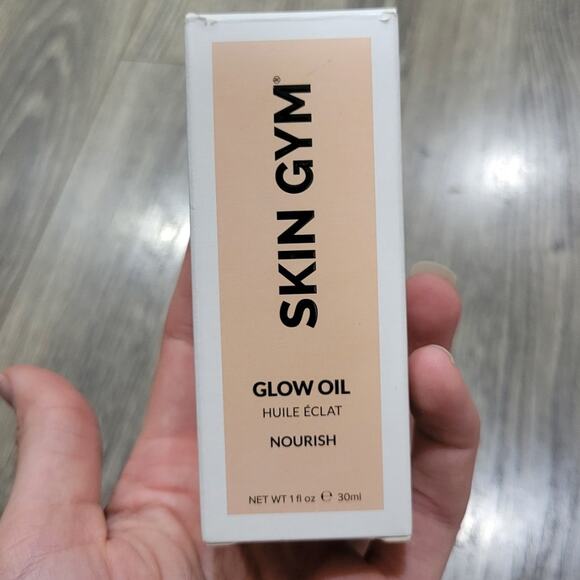 SKIN GYM®
GLOW OIL
HUILE ÉCLAT
NOURISH
NET WT 1 fl oz ℮ 30ml